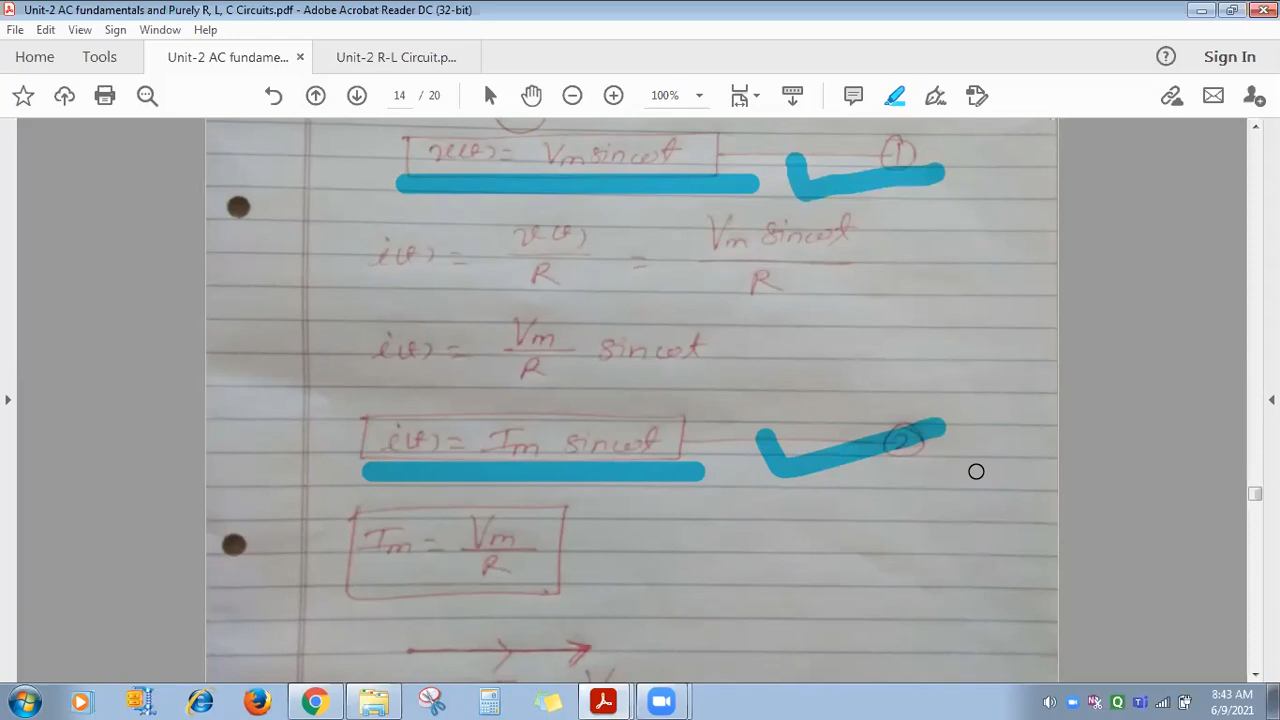 Unit-2 AC fundamentals and Purely R, L, C Circuits.pdf - Adobe Acrobat Reader DC (32-bit)
File Edit View Sign Window Help
Home Tools Unit-2 AC fundame... × Unit-2 R-L Circuit.p... Sign In
14 / 20 100%
v(t) = Vm sinωt ①
i(t) = v(t)/R = Vm sinωt/R
i(t) = Vm/R sinωt
i(t) = Im sinωt ②
Im = Vm/R
8:43 AM
6/9/2021